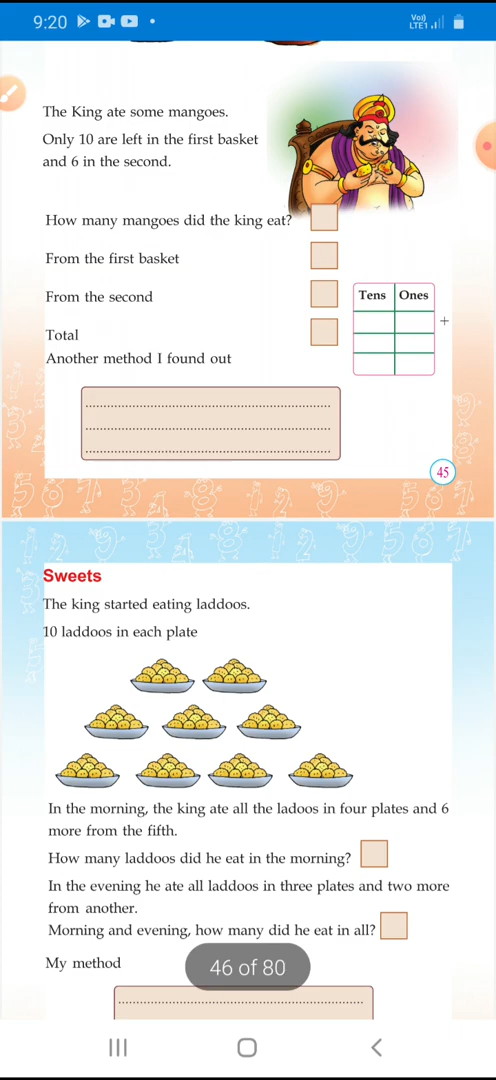 9:20
Vo))
LTE1
The King ate some mangoes.
Only 10 are left in the first basket
and 6 in the second.
How many mangoes did the king eat?
From the first basket
From the second
Tens Ones
+
Total
Another method I found out
45
Sweets
The king started eating laddoos.
10 laddoos in each plate
In the morning, the king ate all the ladoos in four plates and 6
more from the fifth.
How many laddoos did he eat in the morning?
In the evening he ate all laddoos in three plates and two more
from another.
Morning and evening, how many did he eat in all?
My method
46 of 80